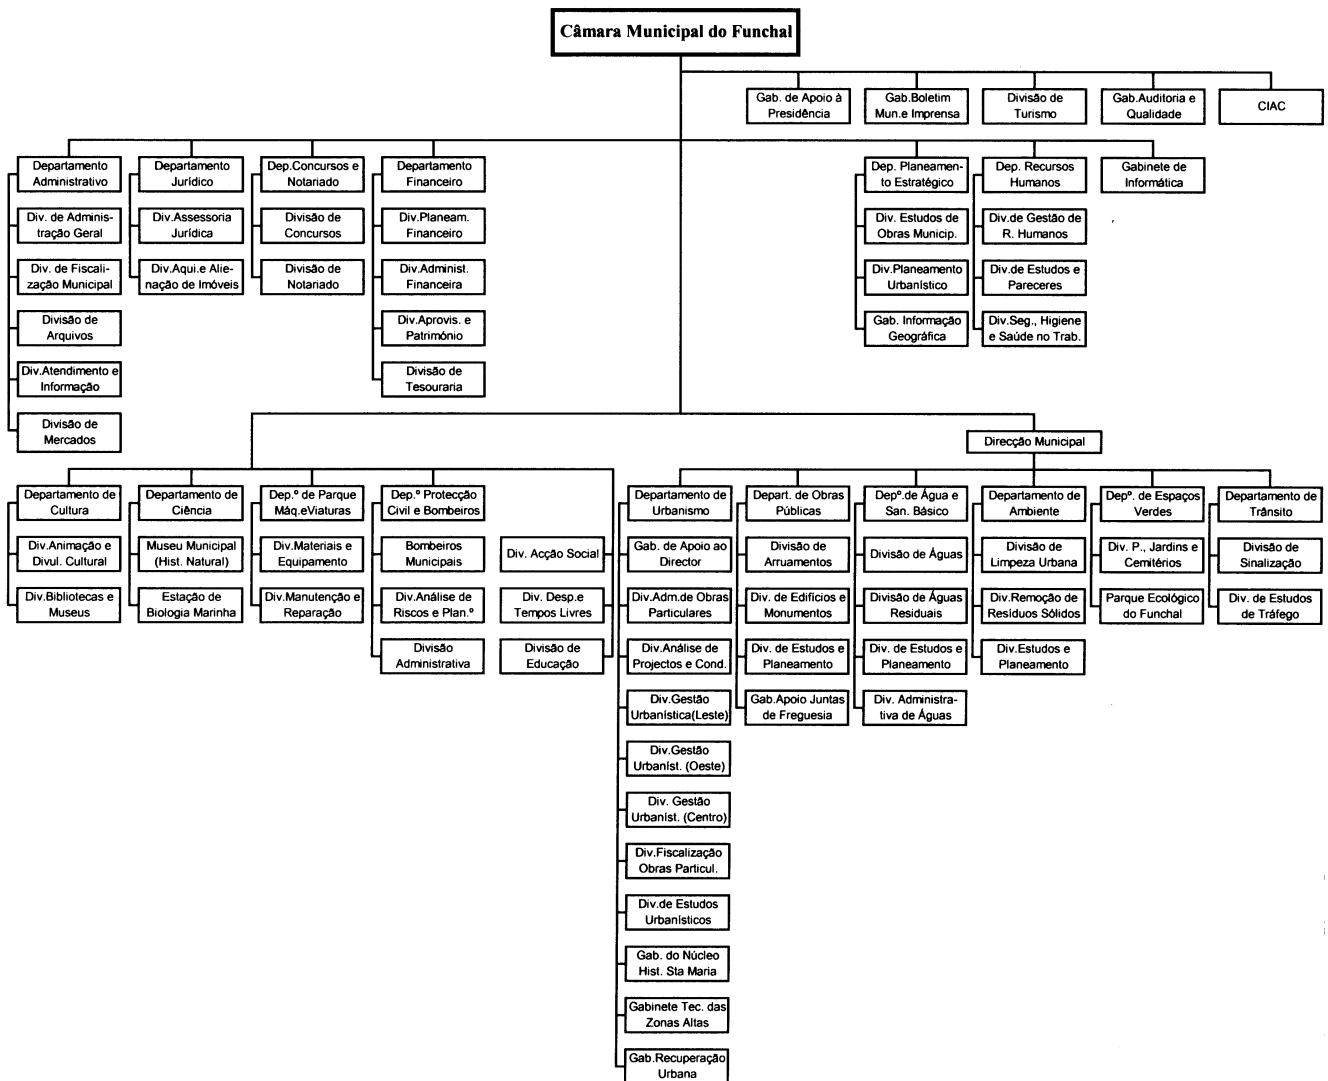 Câmara Municipal do Funchal
Gab. de Apoio à
Presidência
Gab.Boletim
Mun.e Imprensa
Divisão de
Turismo
Gab.Auditoria e
Qualidade
CIAC
Departamento
Administrativo
Div. de Adminis-
tração Geral
Div. de Fiscali-
zação Municipal
Divisão de
Arquivos
Div.Atendimento e
Informação
Divisão de
Mercados
Departamento
Jurídico
Div.Assessoria
Jurídica
Div.Aqui.e Alie-
nação de Imóveis
Dep.Concursos e
Notariado
Divisão de
Concursos
Divisão de
Notariado
Departamento
Financeiro
Div.Planeam.
Financeiro
Div.Administ.
Financeira
Div.Aprovis. e
Património
Divisão de
Tesouraria
Dep. Planeamen-
to Estratégico
Div. Estudos de
Obras Municip.
Div.Planeamento
Urbanístico
Gab. Informação
Geográfica
Dep. Recursos
Humanos
Div.de Gestão de
R. Humanos
Div.de Estudos e
Pareceres
Div.Seg., Higiene
e Saúde no Trab.
Gabinete de
Informática
Direcção Municipal
Departamento de
Cultura
Div.Animação e
Divul. Cultural
Div.Bibliotecas e
Museus
Departamento de
Ciência
Museu Municipal
(Hist. Natural)
Estação de
Biologia Marinha
Dep.º de Parque
Máq.eViaturas
Div.Materiais e
Equipamento
Div.Manutenção e
Reparação
Dep.º Protecção
Civil e Bombeiros
Bombeiros
Municipais
Div.Análise de
Riscos e Plan.º
Divisão
Administrativa
Div. Acção Social
Div. Desp.e
Tempos Livres
Divisão de
Educação
Departamento de
Urbanismo
Gab. de Apoio ao
Director
Div.Adm.de Obras
Particulares
Div.Análise de
Projectos e Cond.
Div.Gestão
Urbanística(Leste)
Div.Gestão
Urbaníst. (Oeste)
Div. Gestão
Urbaníst. (Centro)
Div.Fiscalização
Obras Particul.
Div.de Estudos
Urbanísticos
Gab. do Núcleo
Hist. Sta Maria
Gabinete Tec. das
Zonas Altas
Gab.Recuperação
Urbana
Depart. de Obras
Públicas
Divisão de
Arruamentos
Div. de Edifícios e
Monumentos
Div. de Estudos e
Planeamento
Gab.Apoio Juntas
de Freguesia
Depº.de Água e
San. Básico
Divisão de Águas
Divisão de Águas
Residuais
Div. de Estudos e
Planeamento
Div. Administra-
tiva de Águas
Departamento de
Ambiente
Divisão de
Limpeza Urbana
Div.Remoção de
Resíduos Sólidos
Div.Estudos e
Planeamento
Depº. de Espaços
Verdes
Div. P., Jardins e
Cemitérios
Parque Ecológico
do Funchal
Departamento de
Trânsito
Divisão de
Sinalização
Div. de Estudos
de Tráfego